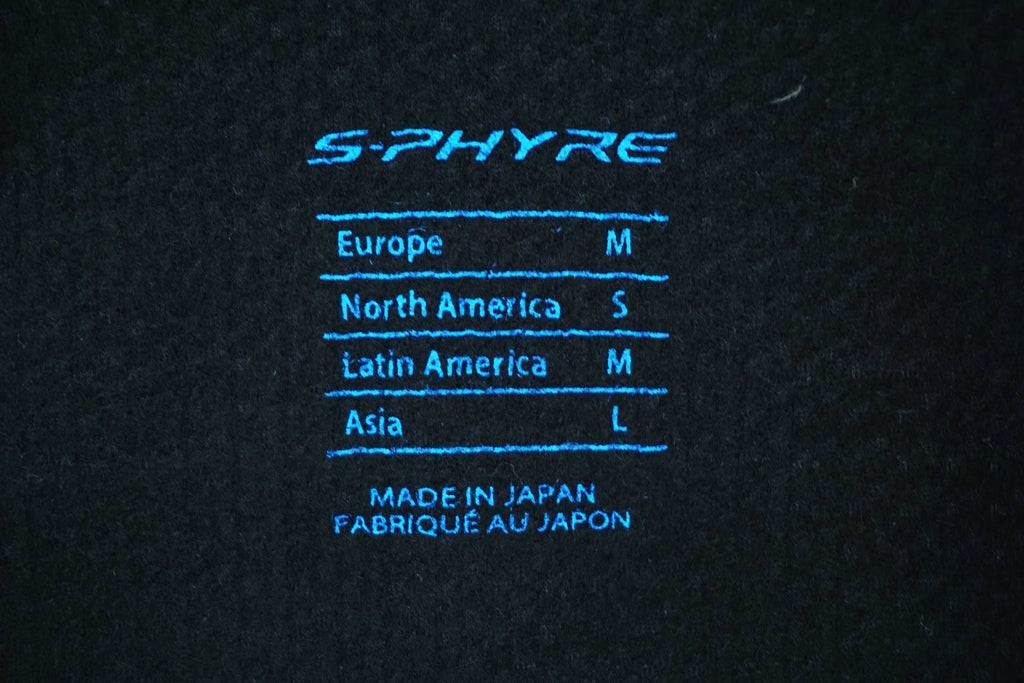 S-PHYRE
Europe M
North America S
Latin America M
Asia L
MADE IN JAPAN
FABRIQUÉ AU JAPON